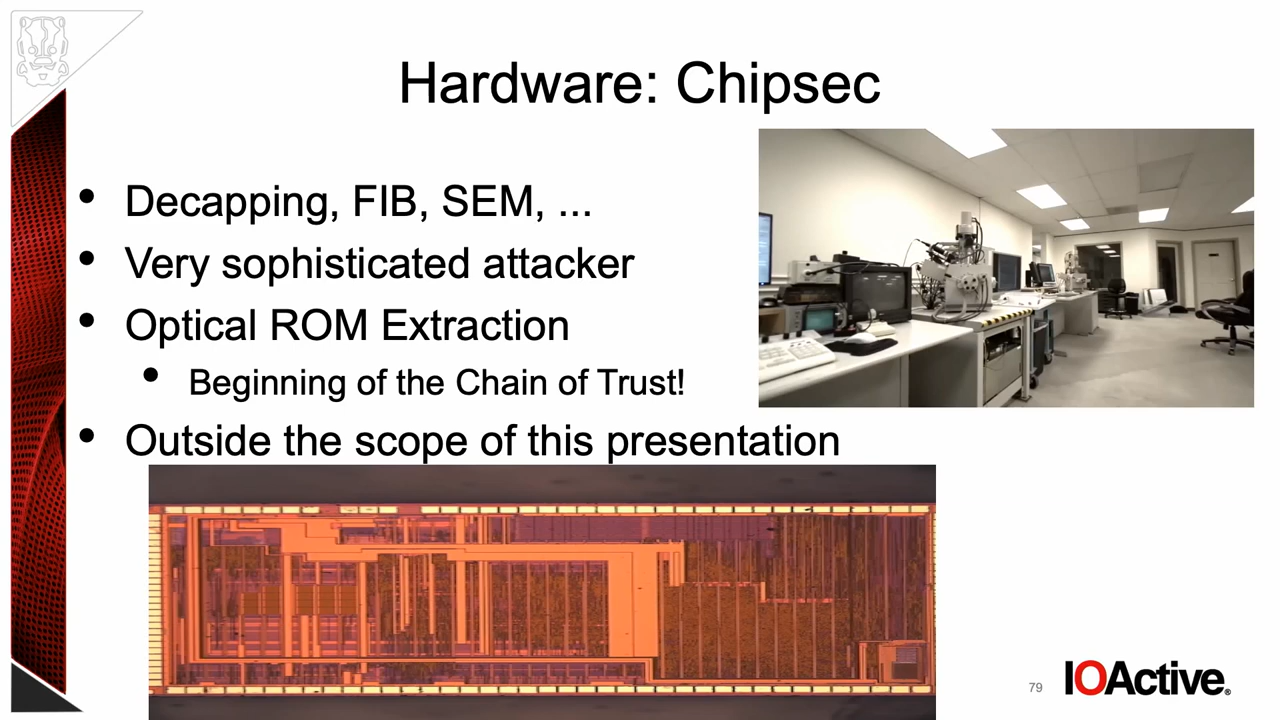 Hardware: Chipsec
• Decapping, FIB, SEM, ...
• Very sophisticated attacker
• Optical ROM Extraction
• Beginning of the Chain of Trust!
• Outside the scope of this presentation
79
IOActive®